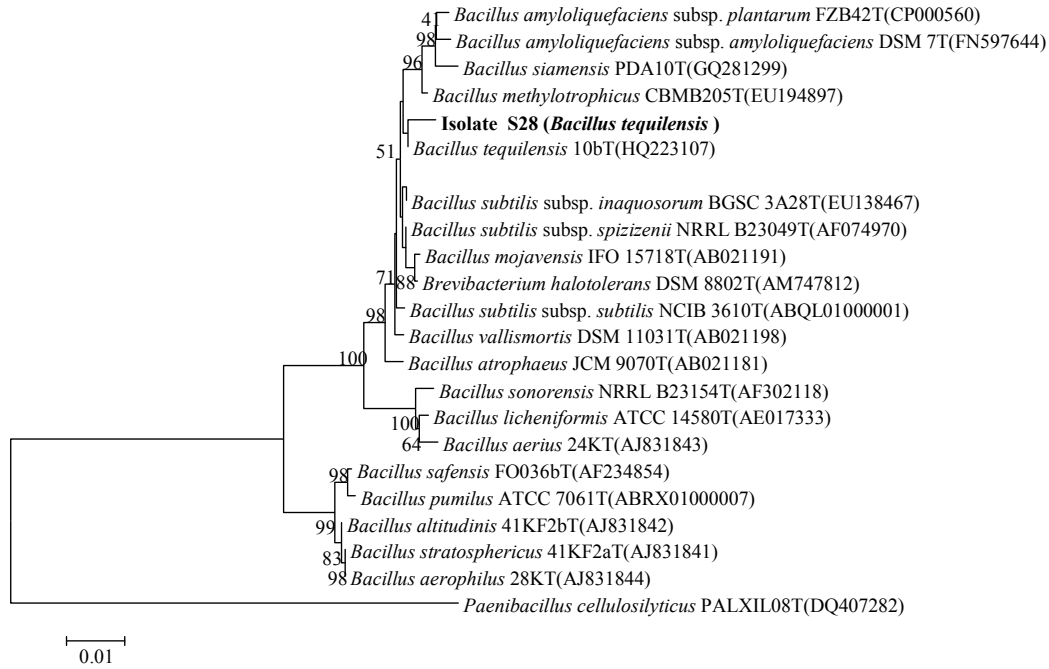 41
Bacillus amyloliquefaciens subsp. plantarum FZB42T(CP000560)
98
Bacillus amyloliquefaciens subsp. amyloliquefaciens DSM 7T(FN597644)
96
Bacillus siamensis PDA10T(GQ281299)
Bacillus methylotrophicus CBMB205T(EU194897)
Isolate S28 (Bacillus tequilensis )
51
Bacillus tequilensis 10bT(HQ223107)
Bacillus subtilis subsp. inaquosorum BGSC 3A28T(EU138467)
Bacillus subtilis subsp. spizizenii NRRL B23049T(AF074970)
Bacillus mojavensis IFO 15718T(AB021191)
71
88
Brevibacterium halotolerans DSM 8802T(AM747812)
98
Bacillus subtilis subsp. subtilis NCIB 3610T(ABQL01000001)
Bacillus vallismortis DSM 11031T(AB021198)
100
Bacillus atrophaeus JCM 9070T(AB021181)
Bacillus sonorensis NRRL B23154T(AF302118)
100
Bacillus licheniformis ATCC 14580T(AE017333)
64
Bacillus aerius 24KT(AJ831843)
98
Bacillus safensis FO036bT(AF234854)
Bacillus pumilus ATCC 7061T(ABRX01000007)
99
Bacillus altitudinis 41KF2bT(AJ831842)
83
Bacillus stratosphericus 41KF2aT(AJ831841)
98
Bacillus aerophilus 28KT(AJ831844)
Paenibacillus cellulosilyticus PALXIL08T(DQ407282)
0.01